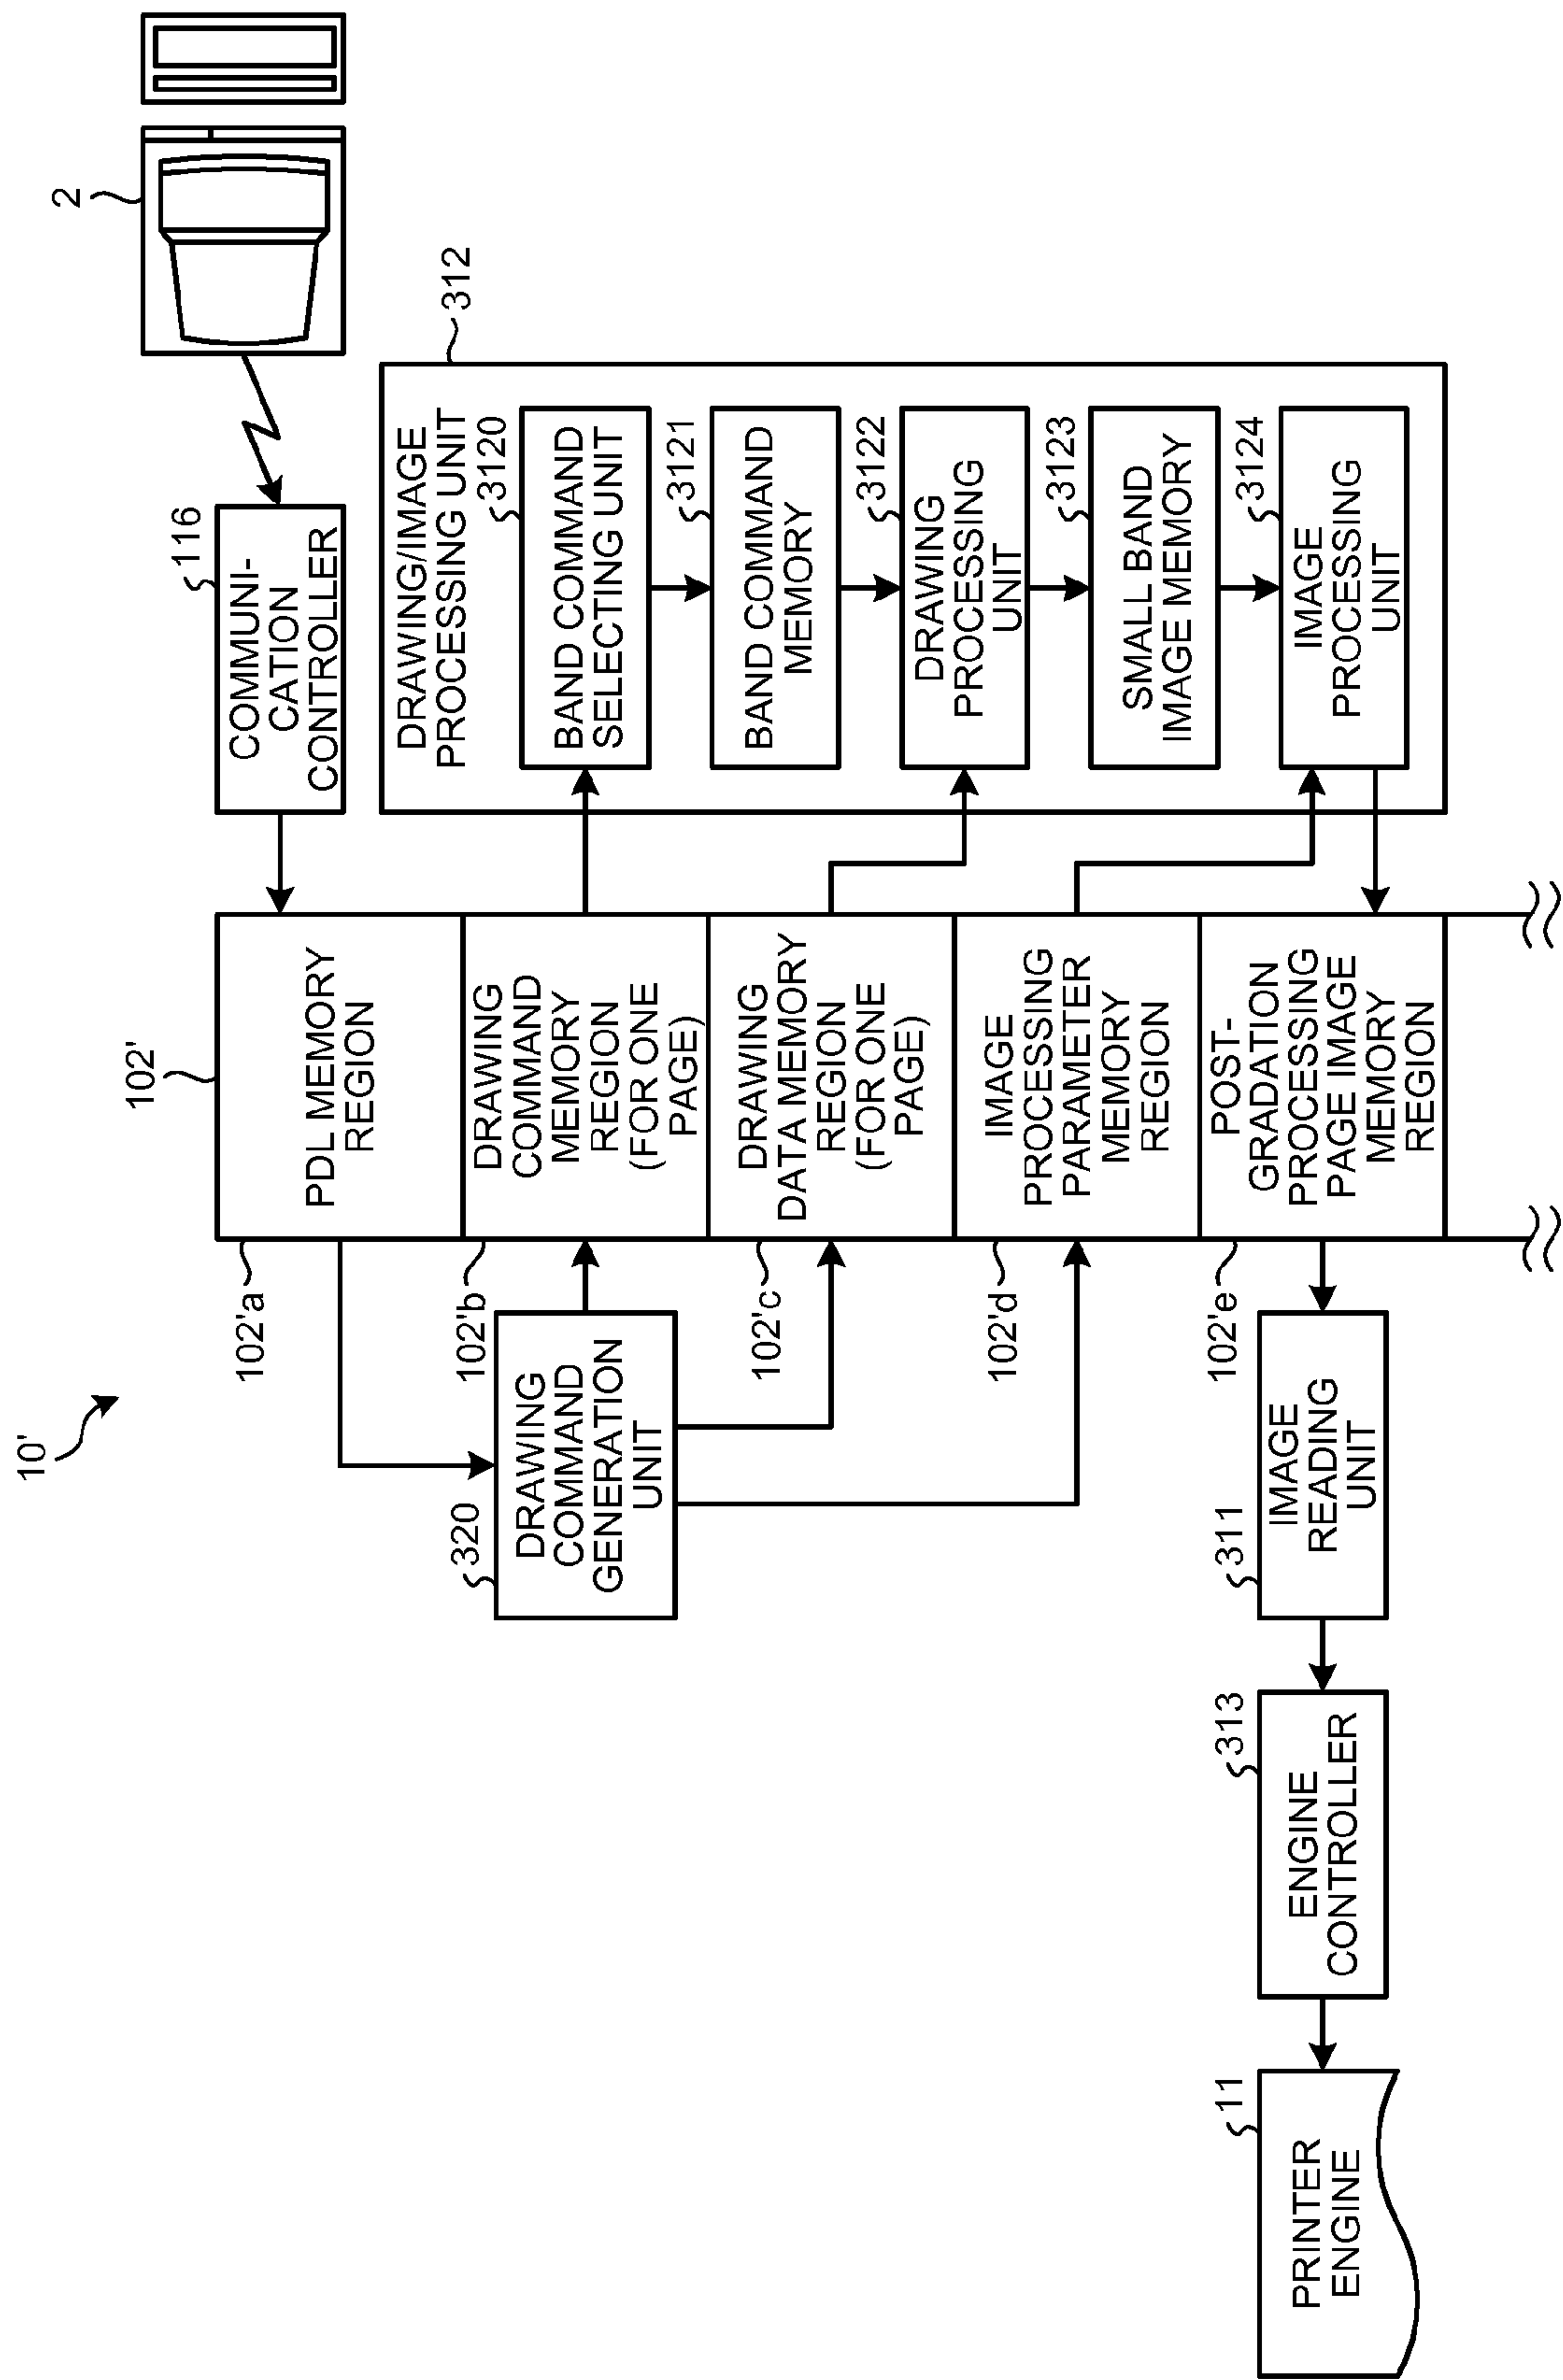 10'
2
116
COMMUNI-
CATION
CONTROLLER
102'
PDL MEMORY
REGION
102'a
DRAWING
COMMAND
MEMORY
REGION
(FOR ONE
PAGE)
102'b
DRAWING
DATA MEMORY
REGION
(FOR ONE
PAGE)
102'c
IMAGE
PROCESSING
PARAMETER
MEMORY
REGION
102'd
POST-
GRADATION
PROCESSING
PAGE IMAGE
MEMORY
REGION
102'e
320
DRAWING
COMMAND
GENERATION
UNIT
312
DRAWING/IMAGE
PROCESSING UNIT
3120
BAND COMMAND
SELECTING UNIT
3121
BAND COMMAND
MEMORY
3122
DRAWING
PROCESSING
UNIT
3123
SMALL BAND
IMAGE MEMORY
3124
IMAGE
PROCESSING
UNIT
311
IMAGE
READING
UNIT
313
ENGINE
CONTROLLER
11
PRINTER
ENGINE